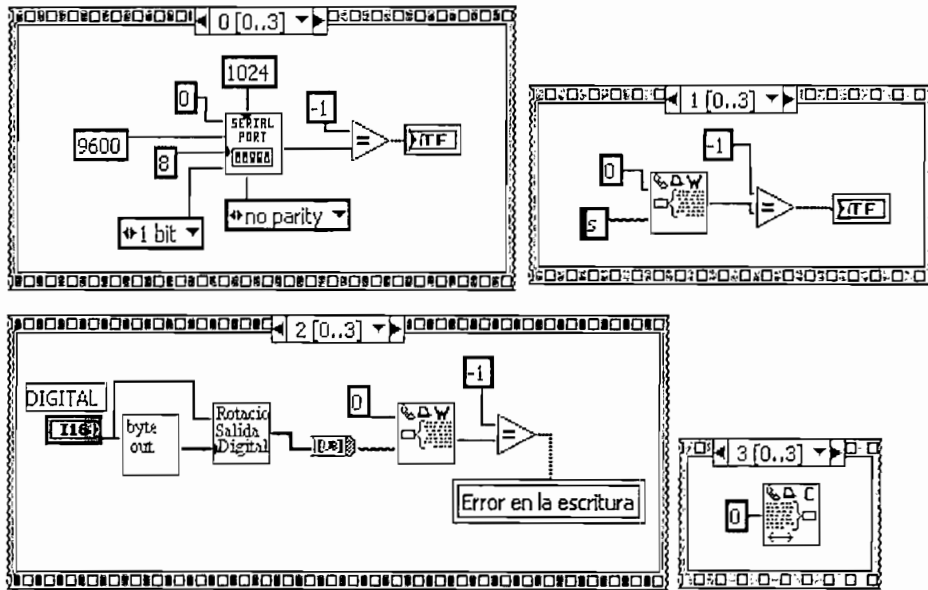 0 [0..3]
1024
0
SERIAL
PORT
-1
9600
8
=
TF
1 bit
no parity
1 [0..3]
-1
0
W
s
=
TF
2 [0..3]
DIGITAL
I16
byte
out
Rotacio
Salida
Digital
0
W
-1
=
Error en la escritura
3 [0..3]
0
C